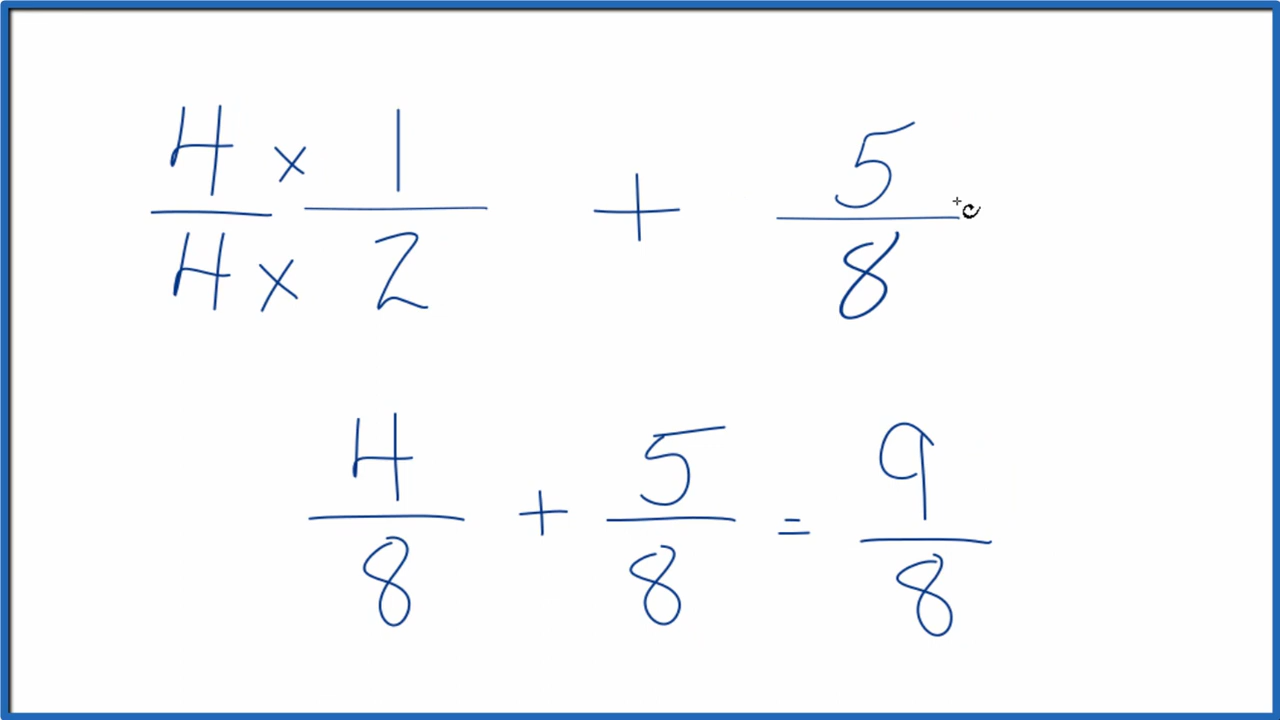 4/4 × 1/2 + 5/8
4/8 + 5/8 = 9/8